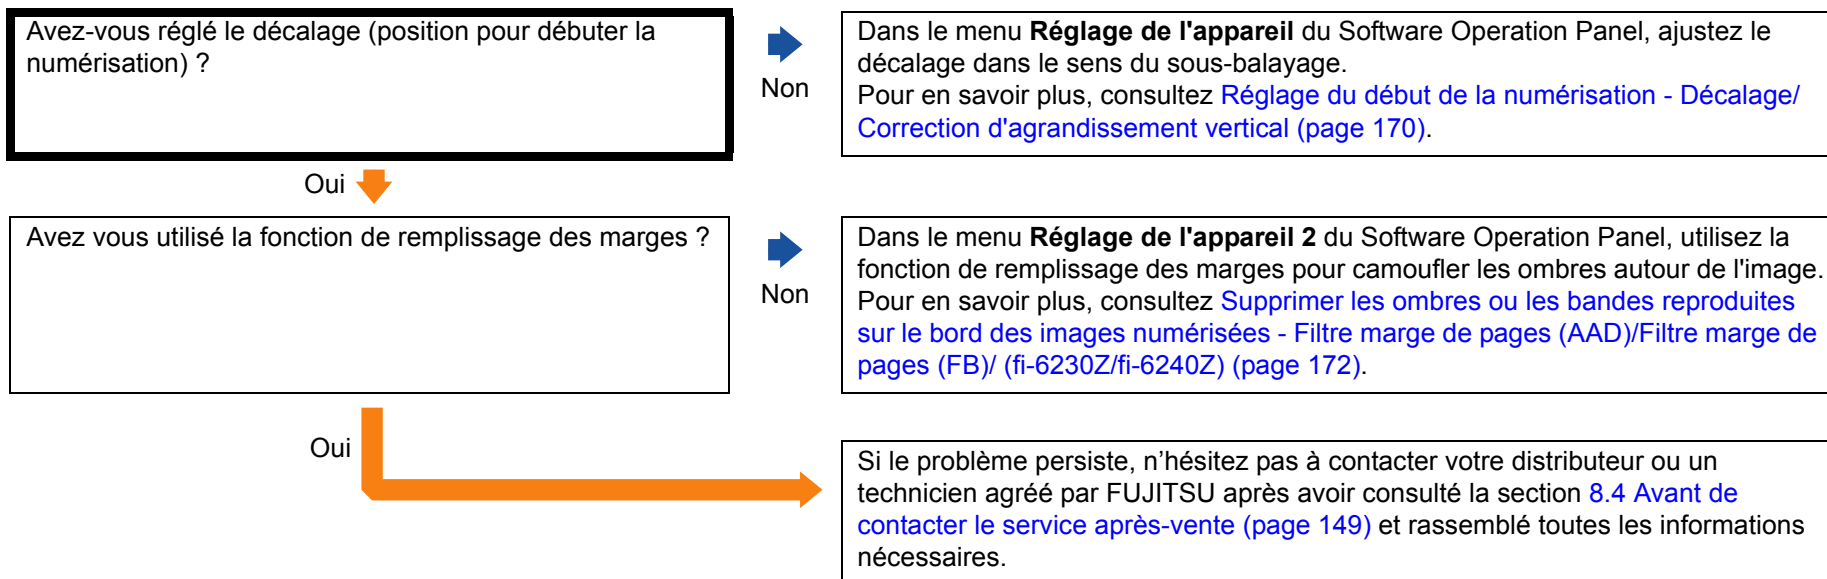 Avez-vous réglé le décalage (position pour débuter la
numérisation) ?
Non
Dans le menu Réglage de l'appareil du Software Operation Panel, ajustez le
décalage dans le sens du sous-balayage.
Pour en savoir plus, consultez Réglage du début de la numérisation - Décalage/
Correction d'agrandissement vertical (page 170).
Oui
Avez vous utilisé la fonction de remplissage des marges ?
Non
Dans le menu Réglage de l'appareil 2 du Software Operation Panel, utilisez la
fonction de remplissage des marges pour camoufler les ombres autour de l'image.
Pour en savoir plus, consultez Supprimer les ombres ou les bandes reproduites
sur le bord des images numérisées - Filtre marge de pages (AAD)/Filtre marge de
pages (FB)/ (fi-6230Z/fi-6240Z) (page 172).
Oui
Si le problème persiste, n’hésitez pas à contacter votre distributeur ou un
technicien agréé par FUJITSU après avoir consulté la section 8.4 Avant de
contacter le service après-vente (page 149) et rassemblé toutes les informations
nécessaires.